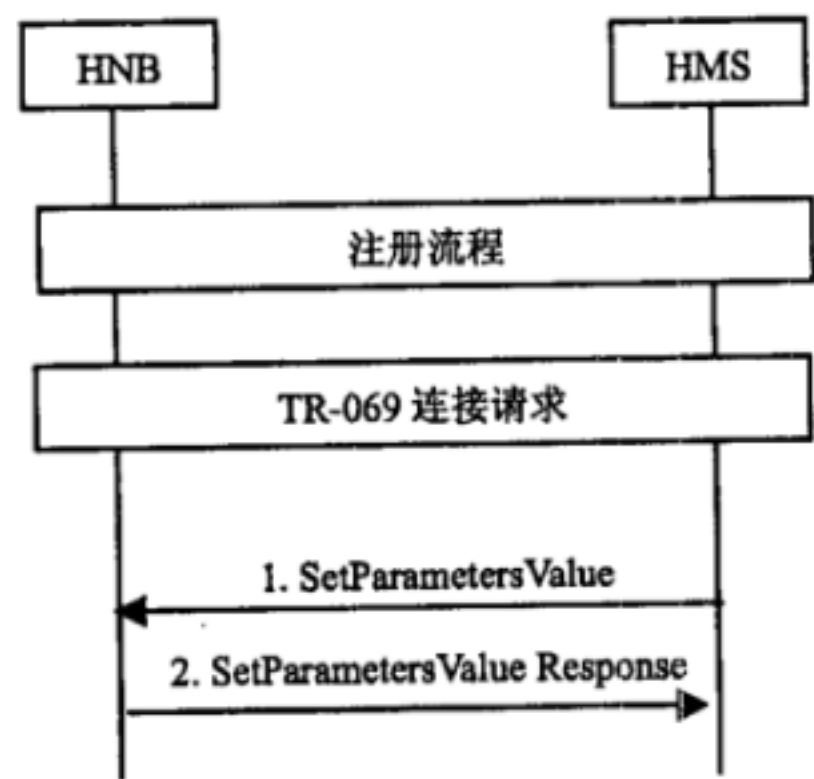 HNB
HMS
注册流程
TR-069 连接请求
1. SetParametersValue
2. SetParametersValue Response